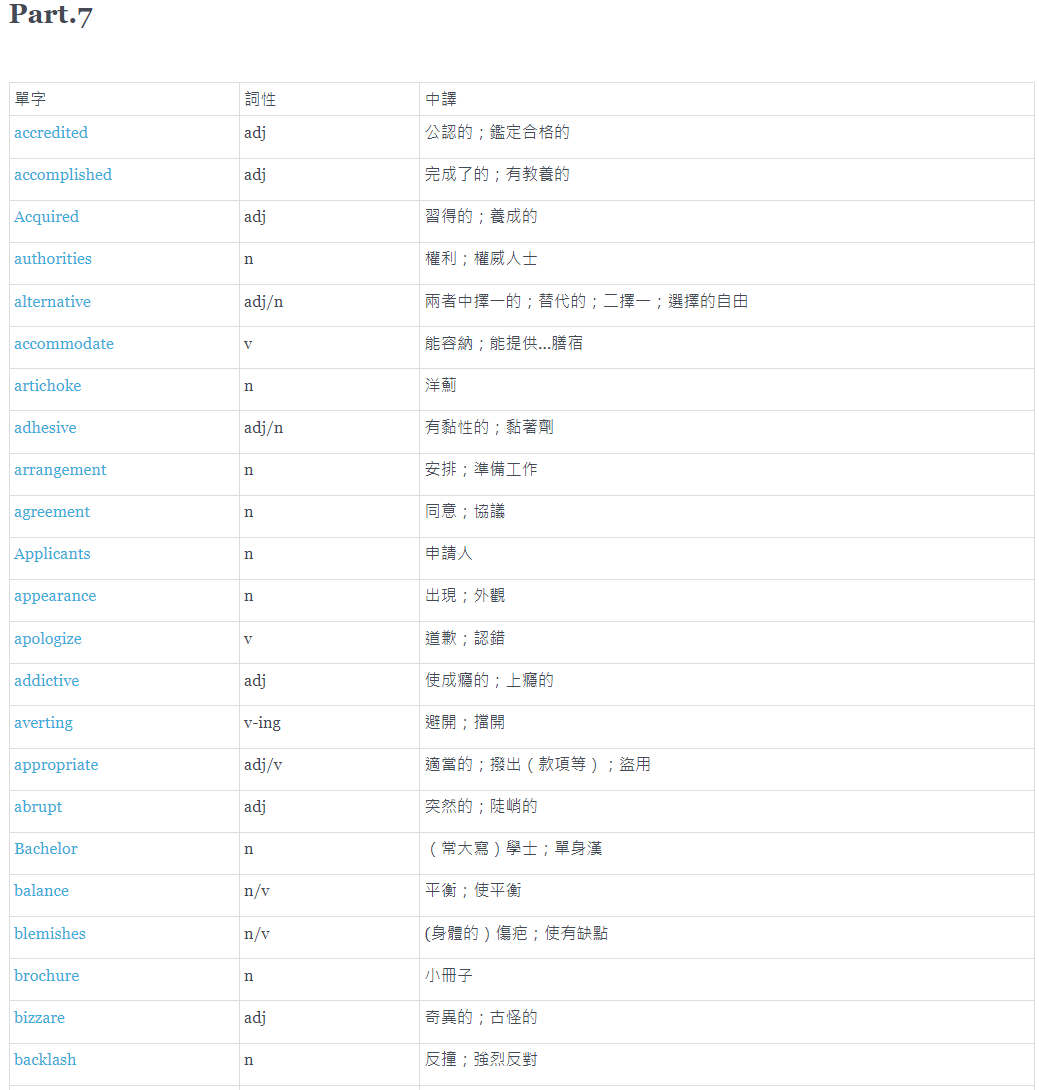 Part.7
單字 詞性 中譯
accredited adj 公認的；鑑定合格的
accomplished adj 完成了的；有教養的
Acquired adj 習得的；養成的
authorities n 權利；權威人士
alternative adj/n 兩者中擇一的；替代的；二擇一；選擇的自由
accommodate v 能容納；能提供...膳宿
artichoke n 洋薊
adhesive adj/n 有黏性的；黏著劑
arrangement n 安排；準備工作
agreement n 同意；協議
Applicants n 申請人
appearance n 出現；外觀
apologize v 道歉；認錯
addictive adj 使成癮的；上癮的
averting v-ing 避開；擋開
appropriate adj/v 適當的；撥出（款項等）；盜用
abrupt adj 突然的；陡峭的
Bachelor n （常大寫）學士；單身漢
balance n/v 平衡；使平衡
blemishes n/v (身體的）傷疤；使有缺點
brochure n 小冊子
bizzare adj 奇異的；古怪的
backlash n 反撞；強烈反對